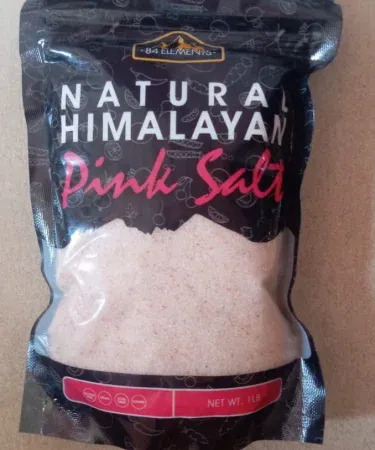 84 ELEMENTS
NATURAL
HIMALAYAN
Pink Salt
NET WT. 1LB